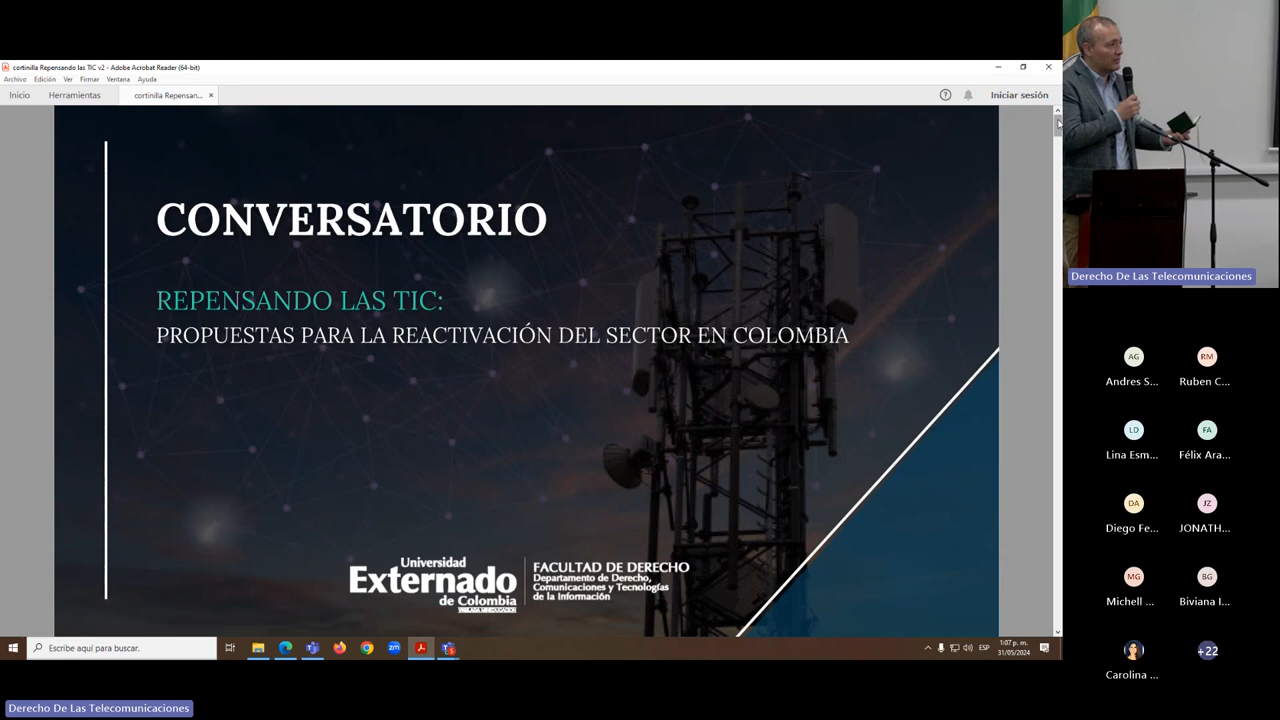 cortinilla Repensando las TIC v2 - Adobe Acrobat Reader (64-bit)
Archivo Edición Ver Firmar Ventana Ayuda
Inicio Herramientas cortinilla Repensan... × Iniciar sesión
CONVERSATORIO
REPENSANDO LAS TIC:
PROPUESTAS PARA LA REACTIVACIÓN DEL SECTOR EN COLOMBIA
Universidad
Externado
de Colombia
FACULTAD DE DERECHO
Departamento de Derecho,
Comunicaciones y Tecnologías
de la Información
Escribe aquí para buscar.
zm
ESP
1:07 p. m.
31/05/2024
Derecho De Las Telecomunicaciones
Derecho De Las Telecomunicaciones
AG
Andres S...
RM
Ruben C...
LD
Lina Esm...
FA
Félix Ara...
DA
Diego Fe...
JZ
JONATH...
MG
Michell ...
BG
Biviana I...
Carolina ...
+22